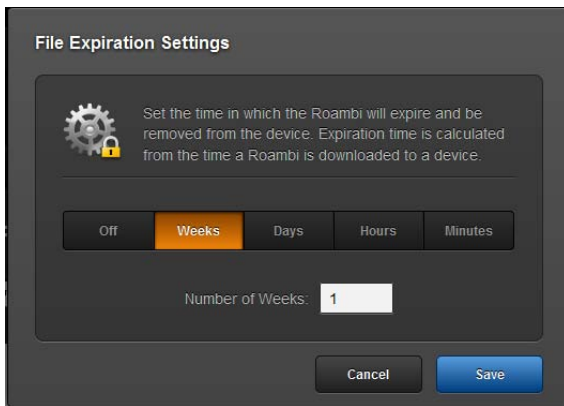 File Expiration Settings
Set the time in which the Roambi will expire and be
removed from the device. Expiration time is calculated
from the time a Roambi is downloaded to a device.
Off Weeks Days Hours Minutes
Number of Weeks: 1
Cancel Save